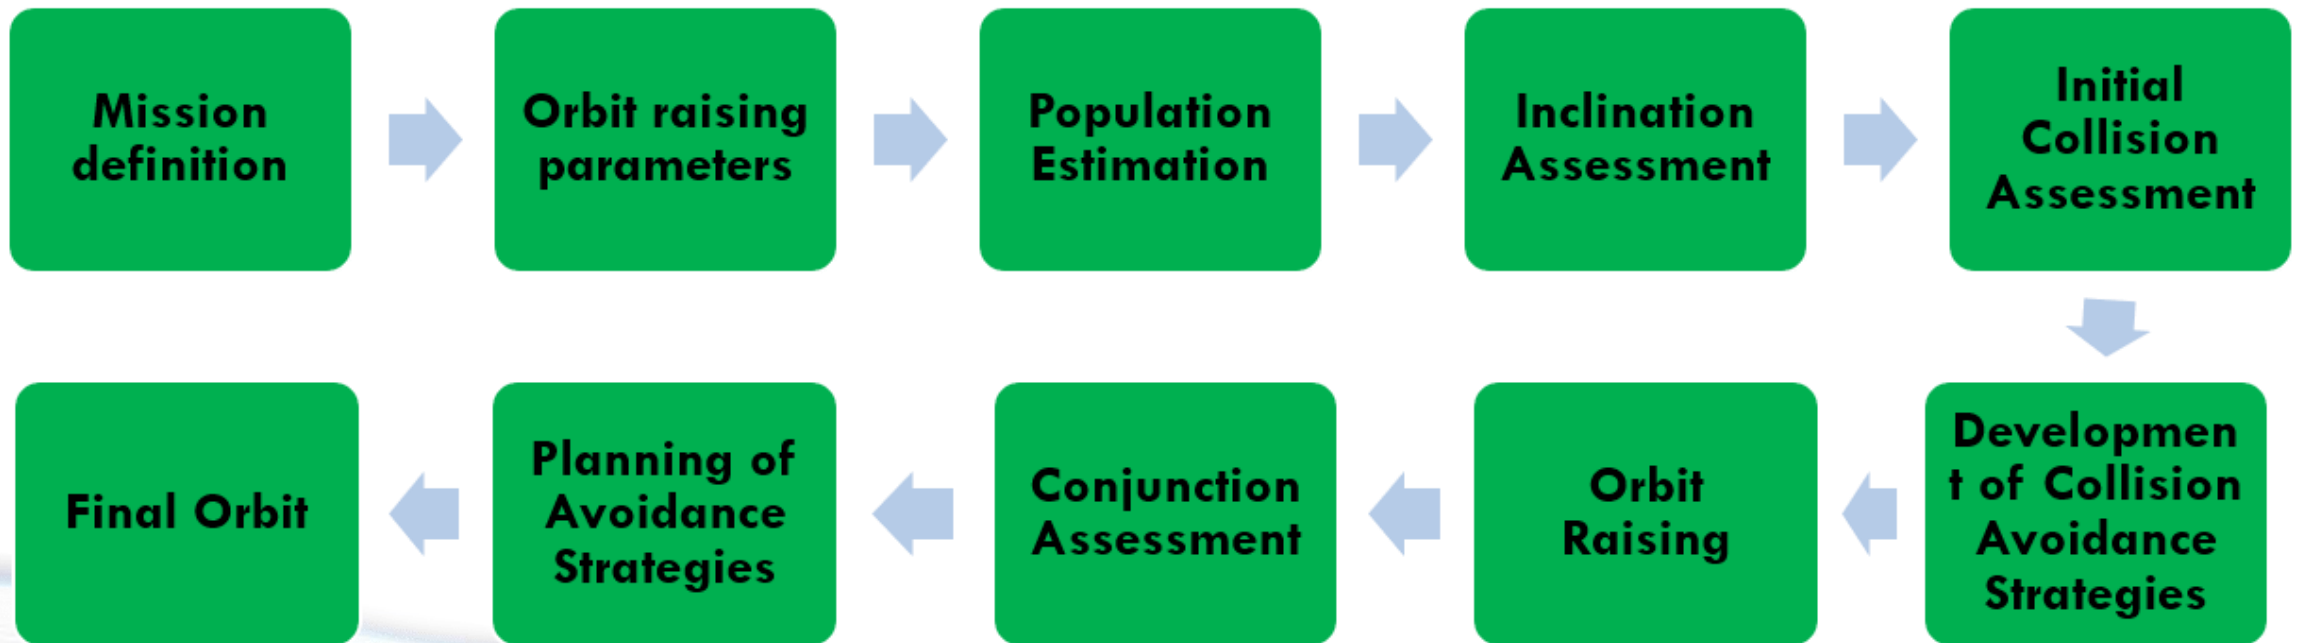 Mission
definition
Orbit raising
parameters
Population
Estimation
Inclination
Assessment
Initial
Collision
Assessment
Developmen
t of Collision
Avoidance
Strategies
Orbit
Raising
Conjunction
Assessment
Planning of
Avoidance
Strategies
Final Orbit